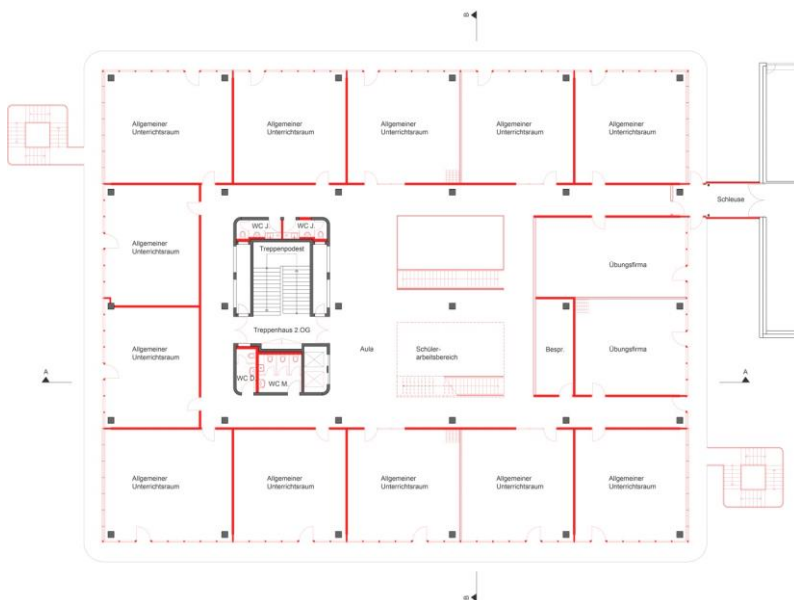 B
Allgemeiner
Unterrichtsraum
Allgemeiner
Unterrichtsraum
Allgemeiner
Unterrichtsraum
Allgemeiner
Unterrichtsraum
Allgemeiner
Unterrichtsraum
Schleuse
WC J.
WC J.
Treppenpodest
Allgemeiner
Unterrichtsraum
Übungsfirma
Treppenhaus 2.OG
Allgemeiner
Unterrichtsraum
Aula
Schüler-
arbeitsbereich
Bespr.
Übungsfirma
A
WC D.
WC M.
A
Allgemeiner
Unterrichtsraum
Allgemeiner
Unterrichtsraum
Allgemeiner
Unterrichtsraum
Allgemeiner
Unterrichtsraum
Allgemeiner
Unterrichtsraum
B